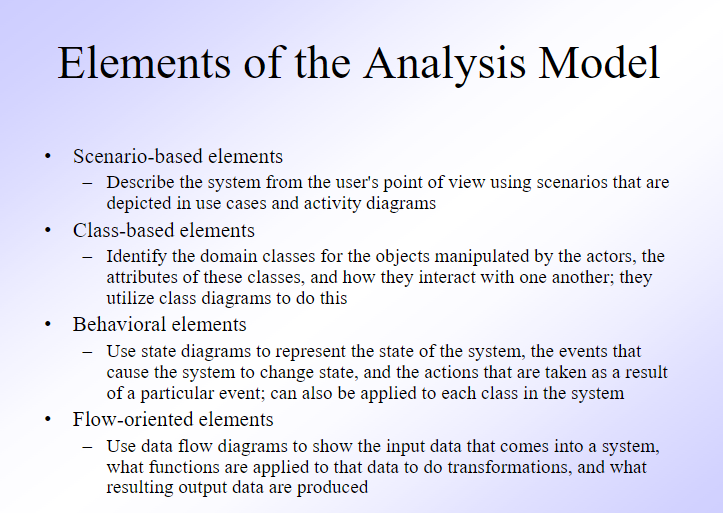 Elements of the Analysis Model
• Scenario-based elements
– Describe the system from the user's point of view using scenarios that are
depicted in use cases and activity diagrams
• Class-based elements
– Identify the domain classes for the objects manipulated by the actors, the
attributes of these classes, and how they interact with one another; they
utilize class diagrams to do this
• Behavioral elements
– Use state diagrams to represent the state of the system, the events that
cause the system to change state, and the actions that are taken as a result
of a particular event; can also be applied to each class in the system
• Flow-oriented elements
– Use data flow diagrams to show the input data that comes into a system,
what functions are applied to that data to do transformations, and what
resulting output data are produced